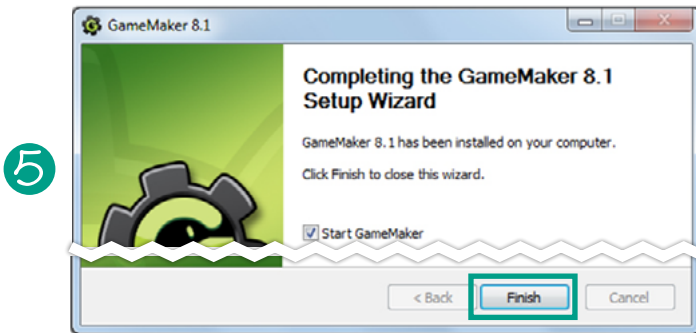 GameMaker 8.1
Completing the GameMaker 8.1
Setup Wizard
GameMaker 8.1 has been installed on your computer.
5
Click Finish to close this wizard.
Start GameMaker
< Back Finish Cancel